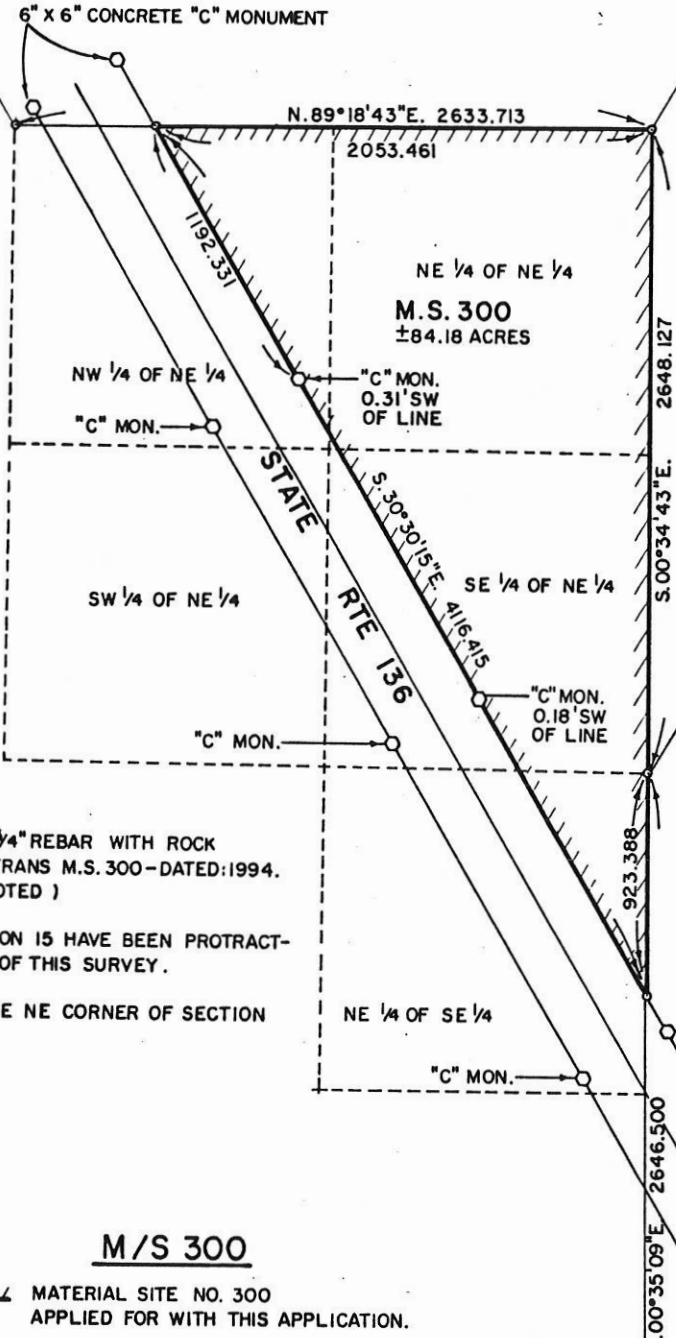 6" X 6" CONCRETE "C" MONUMENT
N.89°18'43"E. 2633.713
2053.461
1192.331
NE 1/4 OF NE 1/4
M.S. 300
±84.18 ACRES
2648.127
S.00°34'43"E.
NW 1/4 OF NE 1/4
"C" MON.
0.31'SW
OF LINE
"C" MON.
STATE RTE 136
S. 30°30'15"E. 4116.415
SW 1/4 OF NE 1/4
SE 1/4 OF NE 1/4
"C" MON.
0.18'SW
OF LINE
"C" MON.
/4" REBAR WITH ROCK
TRANS M.S. 300-DATED:1994.
OTED )
923.388
ON 15 HAVE BEEN PROTRACT-
OF THIS SURVEY.
E NE CORNER OF SECTION
NE 1/4 OF SE 1/4
"C" MON.
.00°35'09"E. 2646.500
M/S 300
MATERIAL SITE NO. 300
APPLIED FOR WITH THIS APPLICATION.